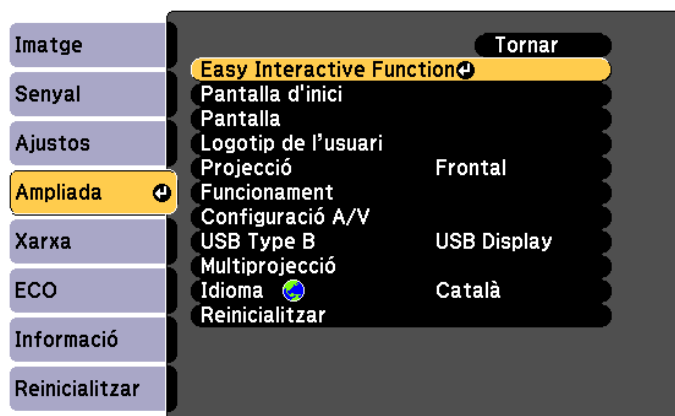 Imatge
Senyal
Ajustos
Ampliada
Xarxa
ECO
Informació
Reinicialitzar
Tornar
Easy Interactive Function
Pantalla d'inici
Pantalla
Logotip de l’usuari
Projecció Frontal
Funcionament
Configuració A/V
USB Type B USB Display
Multiprojecció
Idioma Català
Reinicialitzar